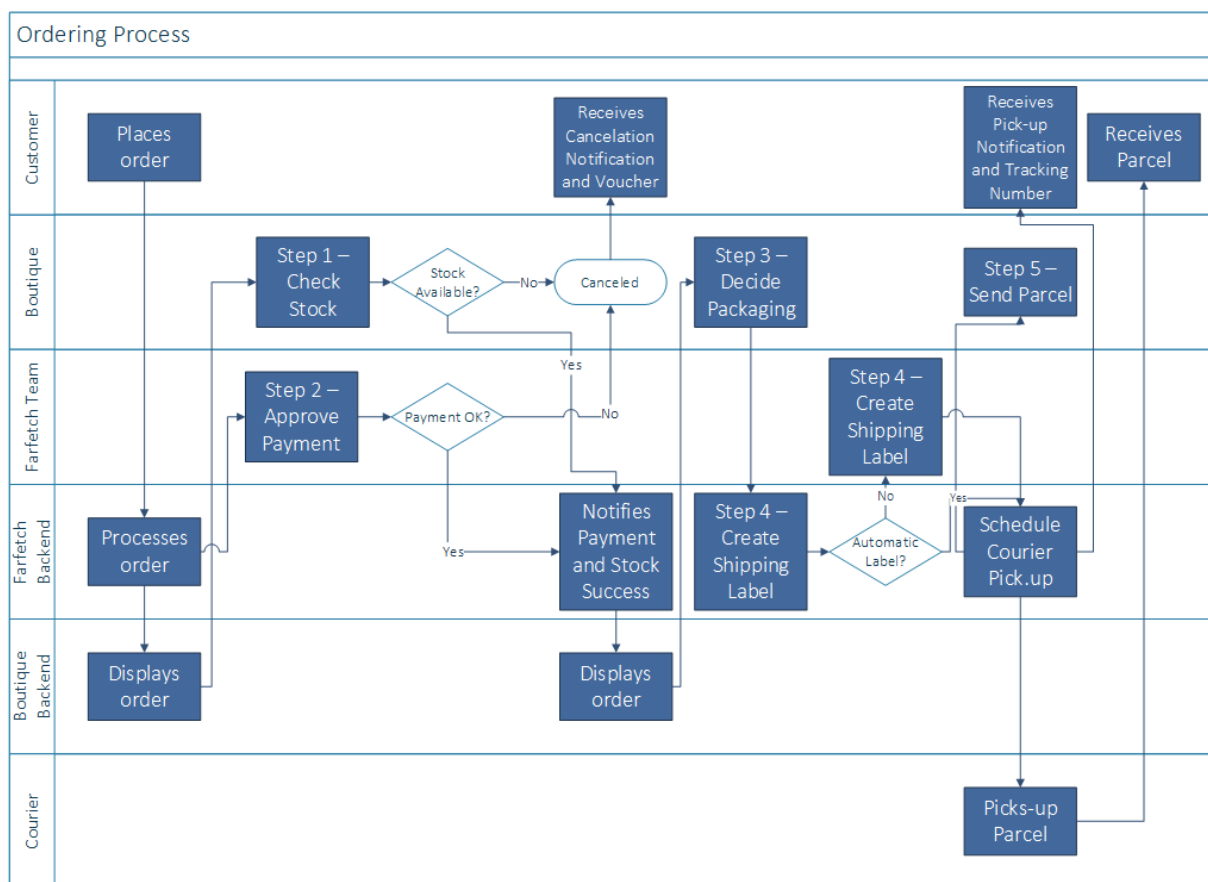 Ordering Process
Customer
Places
order
Receives
Cancelation
Notification
and Voucher
Receives
Pick-up
Notification
and Tracking
Number
Receives
Parcel
Boutique
Step 1 –
Check
Stock
Stock
Available?
No
Canceled
Step 3 –
Decide
Packaging
Step 5 –
Send Parcel
Yes
Farfetch Team
Step 2 –
Approve
Payment
Payment OK?
No
Step 4 –
Create
Shipping
Label
Farfetch
Backend
Processes
order
Yes
Notifies
Payment
and Stock
Success
Step 4 –
Create
Shipping
Label
No
Automatic
Label?
Yes
Schedule
Courier
Pick.up
Boutique
Backend
Displays
order
Displays
order
Courier
Picks-up
Parcel